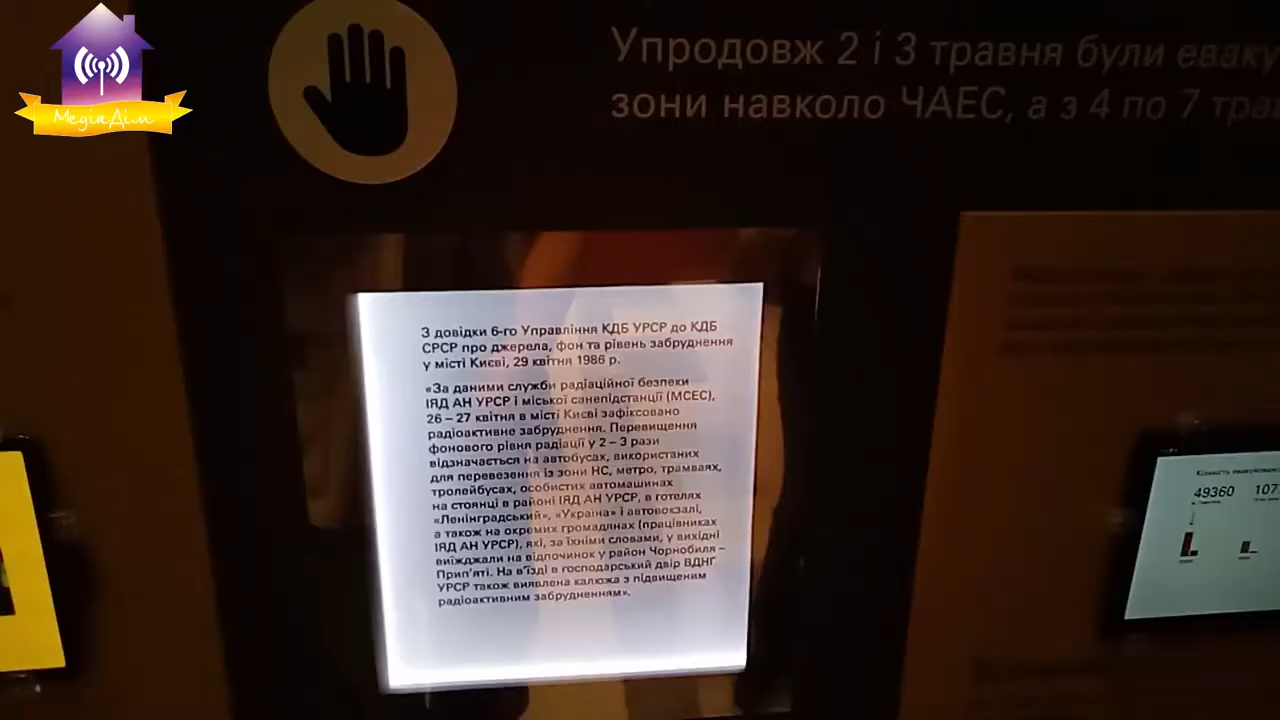 МедіаДім
Упродовж 2 і 3 травня були
зони навколо ЧАЕС, а з 4 по 7
З довідки 6-го Управління КДБ УРСР до КДБ
СРСР про джерела, фон та рівень забруднення
у місті Києві, 29 квітня 1986 р.
«За даними служби радіаційної безпеки
ІЯД АН УРСР і міської санепідстанції (МСЕС),
26 – 27 квітня в місті Києві зафіксовано
радіоактивне забруднення. Перевищення
фонового рівня радіації у 2 – 3 рази
відзначається на автобусах, використаних
для перевезення із зони НС, метро, трамваях,
тролейбусах, особистих автомашинах
на стоянці в районі ІЯД АН УРСР, в готелях
«Ленінградський», «Україна» і автовокзалі,
а також на окремих громадянах (працівниках
ІЯД АН УРСР), які, за їхніми словами, у вихідні
виїжджали на відпочинок у район Чорнобиля –
Прип'яті. На в'їзді в господарський двір ВДНГ
УРСР також виявлена калюжа з підвищеним
радіоактивним забрудненням».
49360